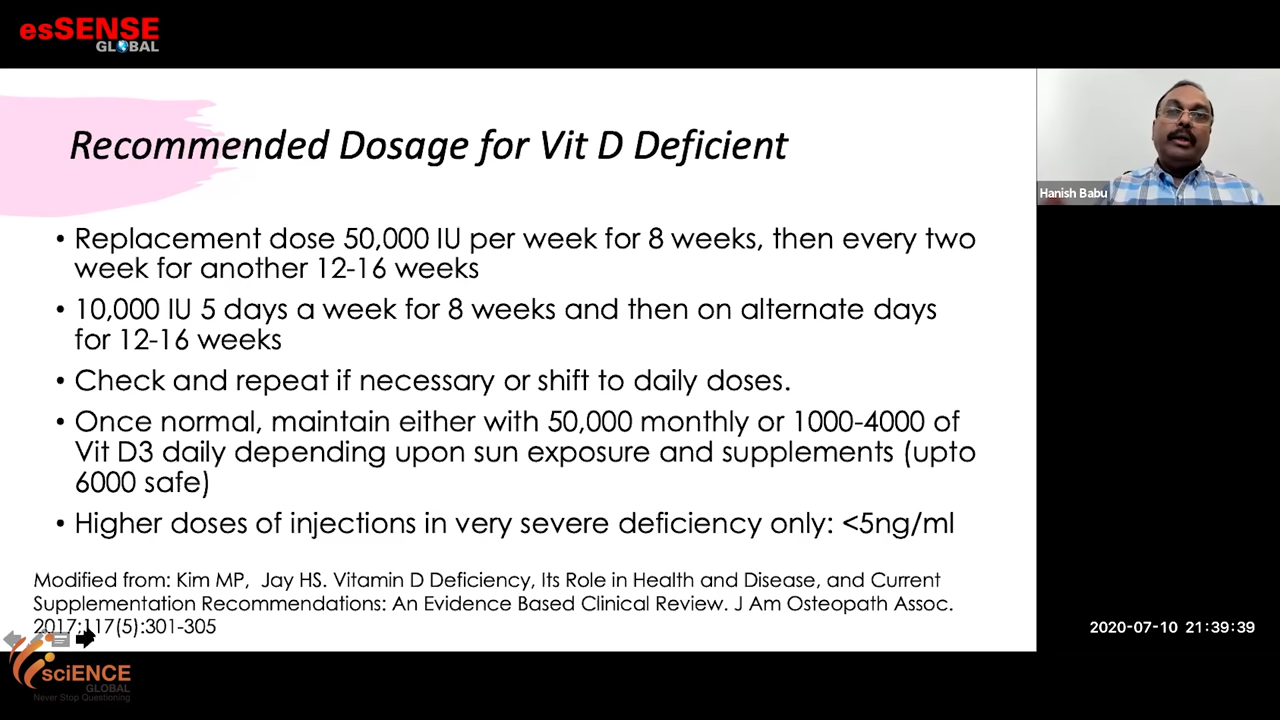 esSENSE
GLOBAL
Recommended Dosage for Vit D Deficient
Hanish Babu
• Replacement dose 50,000 IU per week for 8 weeks, then every two
week for another 12-16 weeks
• 10,000 IU 5 days a week for 8 weeks and then on alternate days
for 12-16 weeks
• Check and repeat if necessary or shift to daily doses.
• Once normal, maintain either with 50,000 monthly or 1000-4000 of
Vit D3 daily depending upon sun exposure and supplements (upto
6000 safe)
• Higher doses of injections in very severe deficiency only: <5ng/ml
Modified from: Kim MP, Jay HS. Vitamin D Deficiency, Its Role in Health and Disease, and Current
Supplementation Recommendations: An Evidence Based Clinical Review. J Am Osteopath Assoc.
2017;117(5):301-305
2020-07-10 21:39:39
sciENCE
GLOBAL
Never Stop Questioning